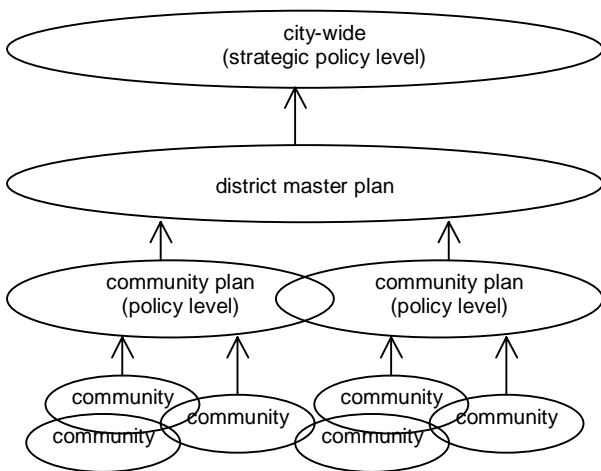 city-wide
(strategic policy level)
district master plan
community plan
(policy level)
community plan
(policy level)
community
community
community
community
community
community